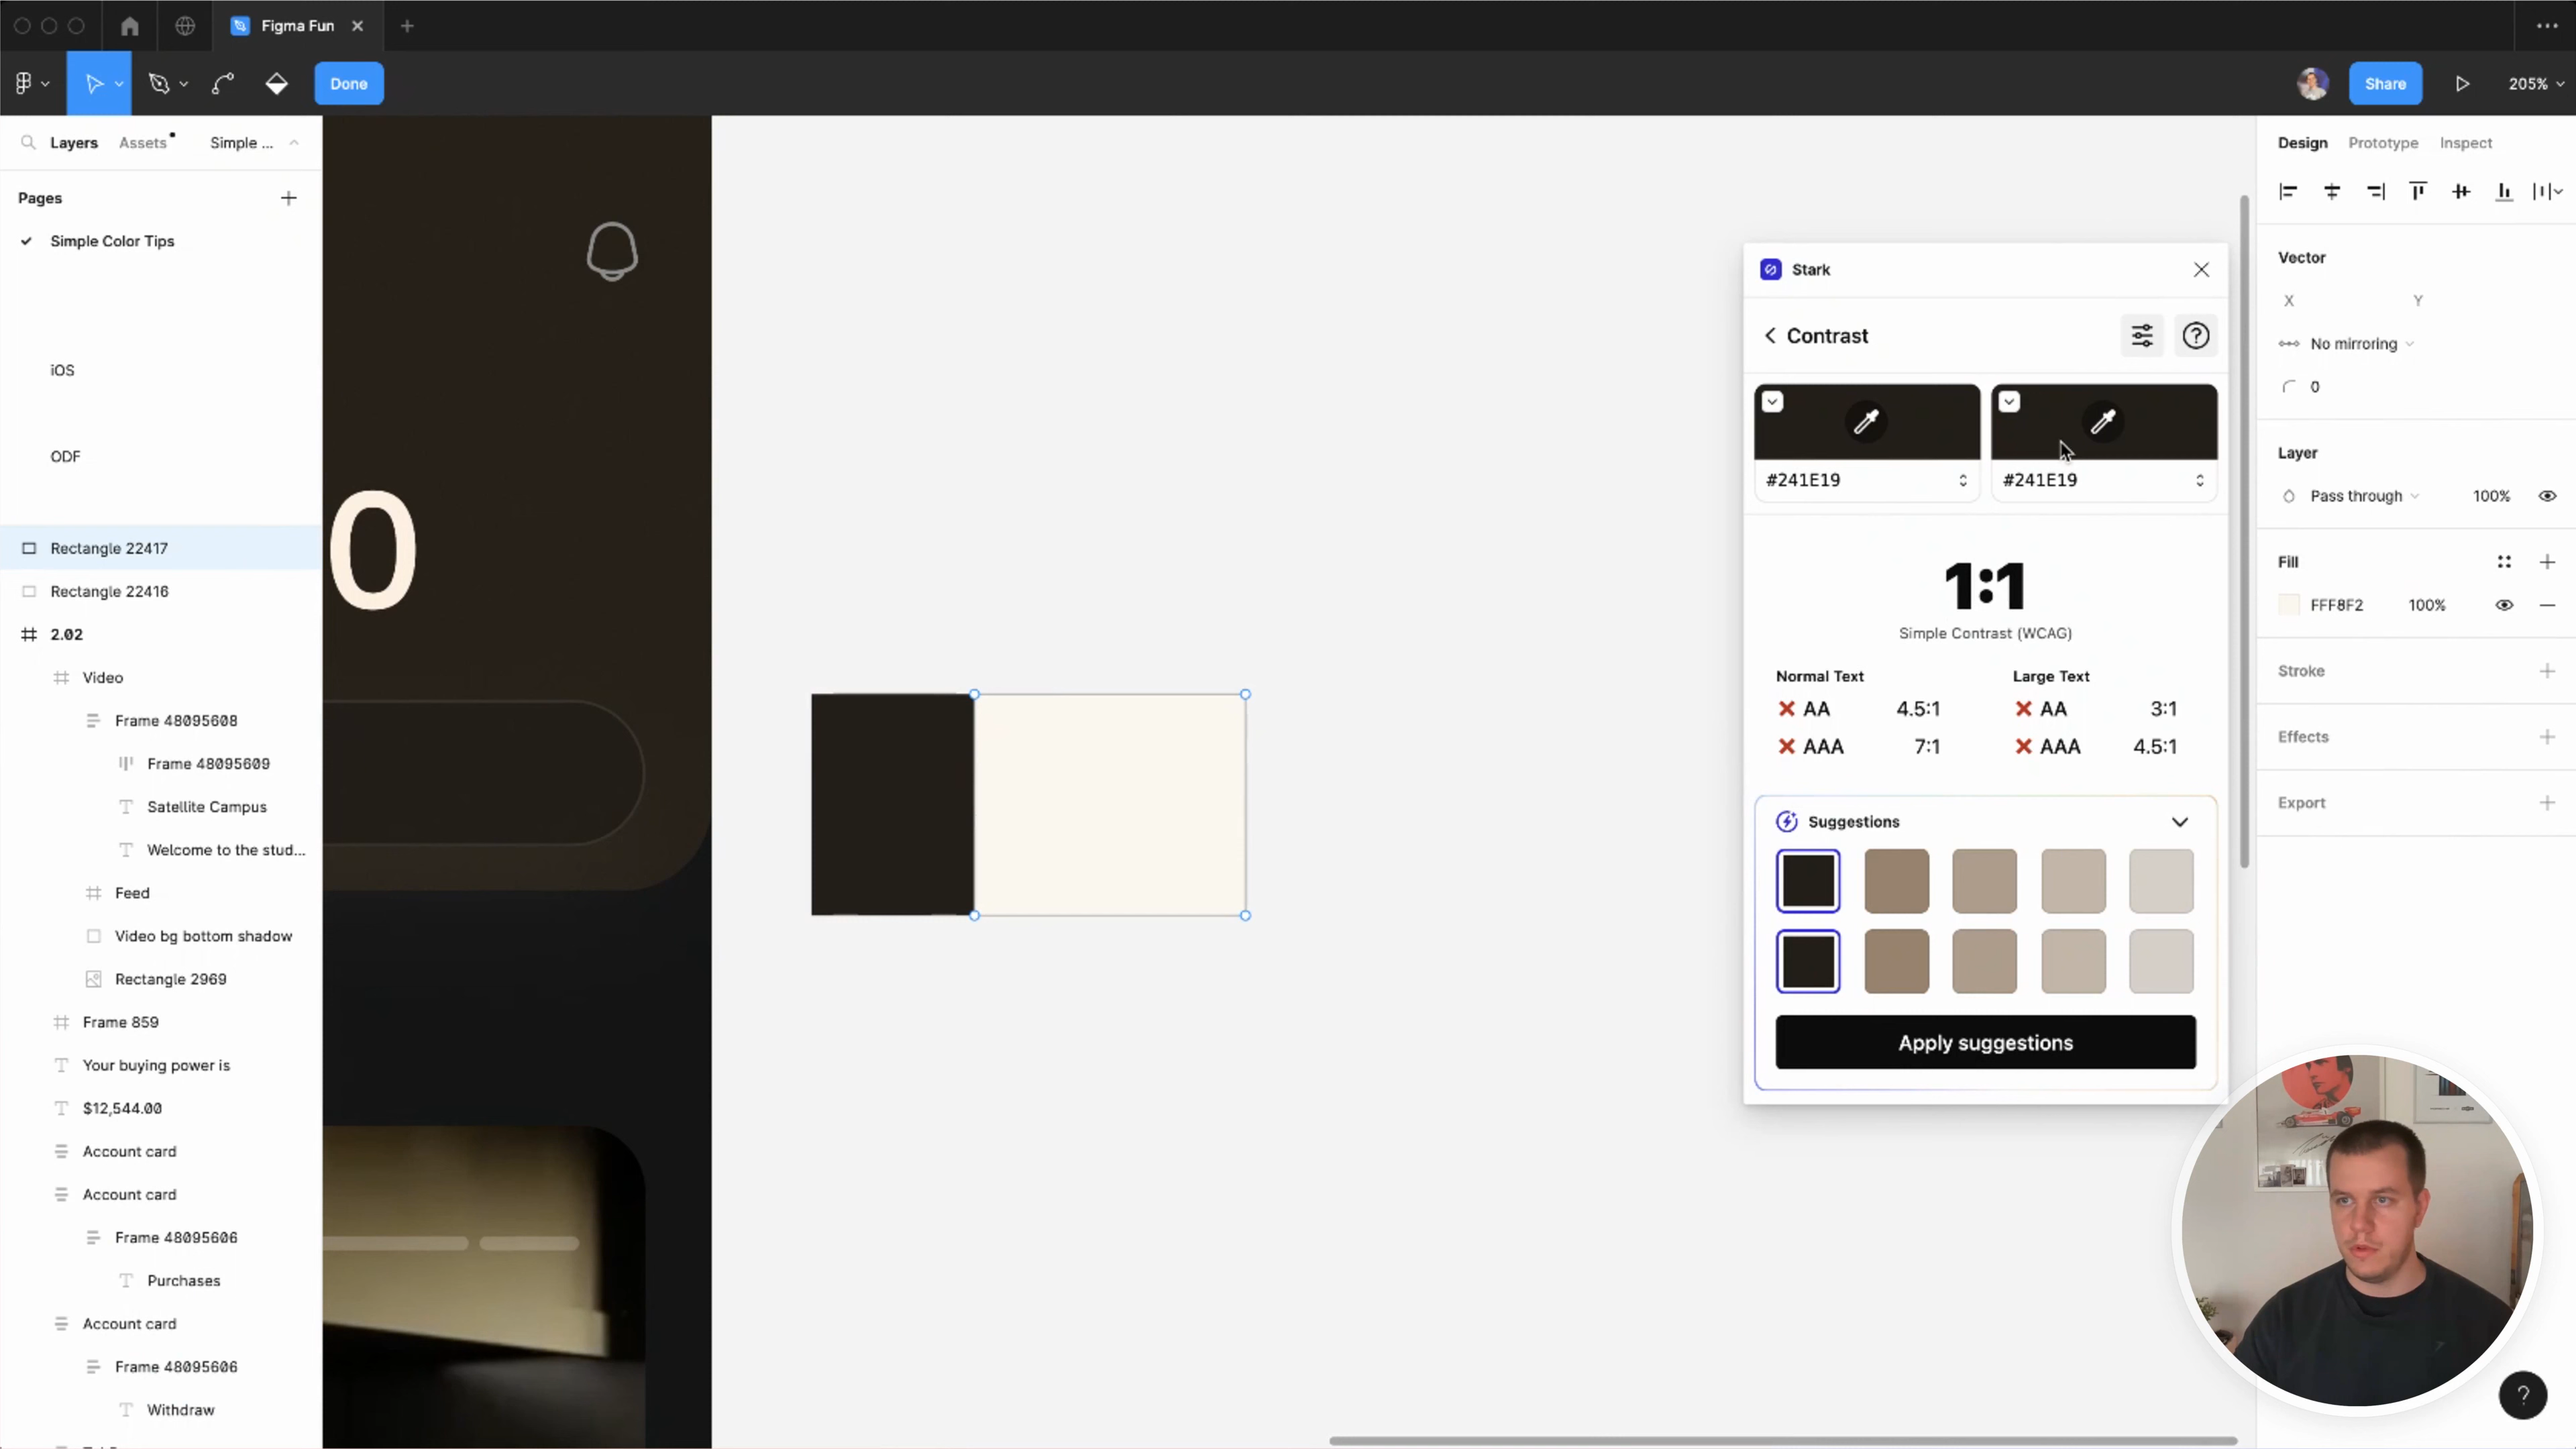 Figma Fun
Done
Share
205%
Layers
Assets
Simple ...
Pages
Simple Color Tips
iOS
ODF
Rectangle 22417
Rectangle 22416
2.02
Video
Frame 48095608
Frame 48095609
Satellite Campus
Welcome to the stud...
Feed
Video bg bottom shadow
Rectangle 2969
Frame 859
Your buying power is
$12,544.00
Account card
Account card
Frame 48095606
Purchases
Account card
Frame 48095606
Withdraw
0
Stark
Contrast
#241E19
#241E19
1:1
Simple Contrast (WCAG)
Normal Text
Large Text
AA 4.5:1
AA 3:1
AAA 7:1
AAA 4.5:1
Suggestions
Apply suggestions
Design
Prototype
Inspect
Vector
X
Y
No mirroring
0
Layer
Pass through
100%
Fill
FFF8F2
100%
Stroke
Effects
Export
?